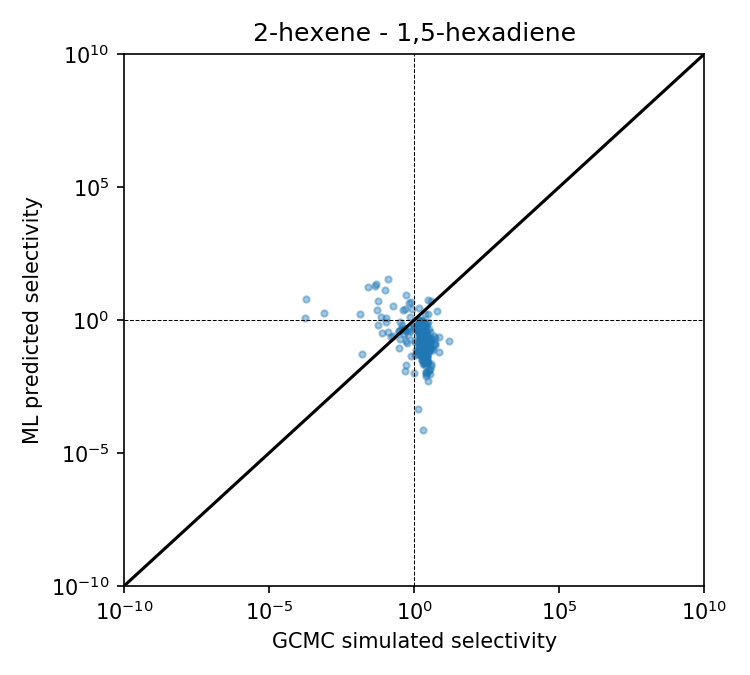 2-hexene - 1,5-hexadiene
10¹⁰
10⁵
10⁰
10⁻⁵
10⁻¹⁰
ML predicted selectivity
10⁻¹⁰ 10⁻⁵ 10⁰ 10⁵ 10¹⁰
GCMC simulated selectivity